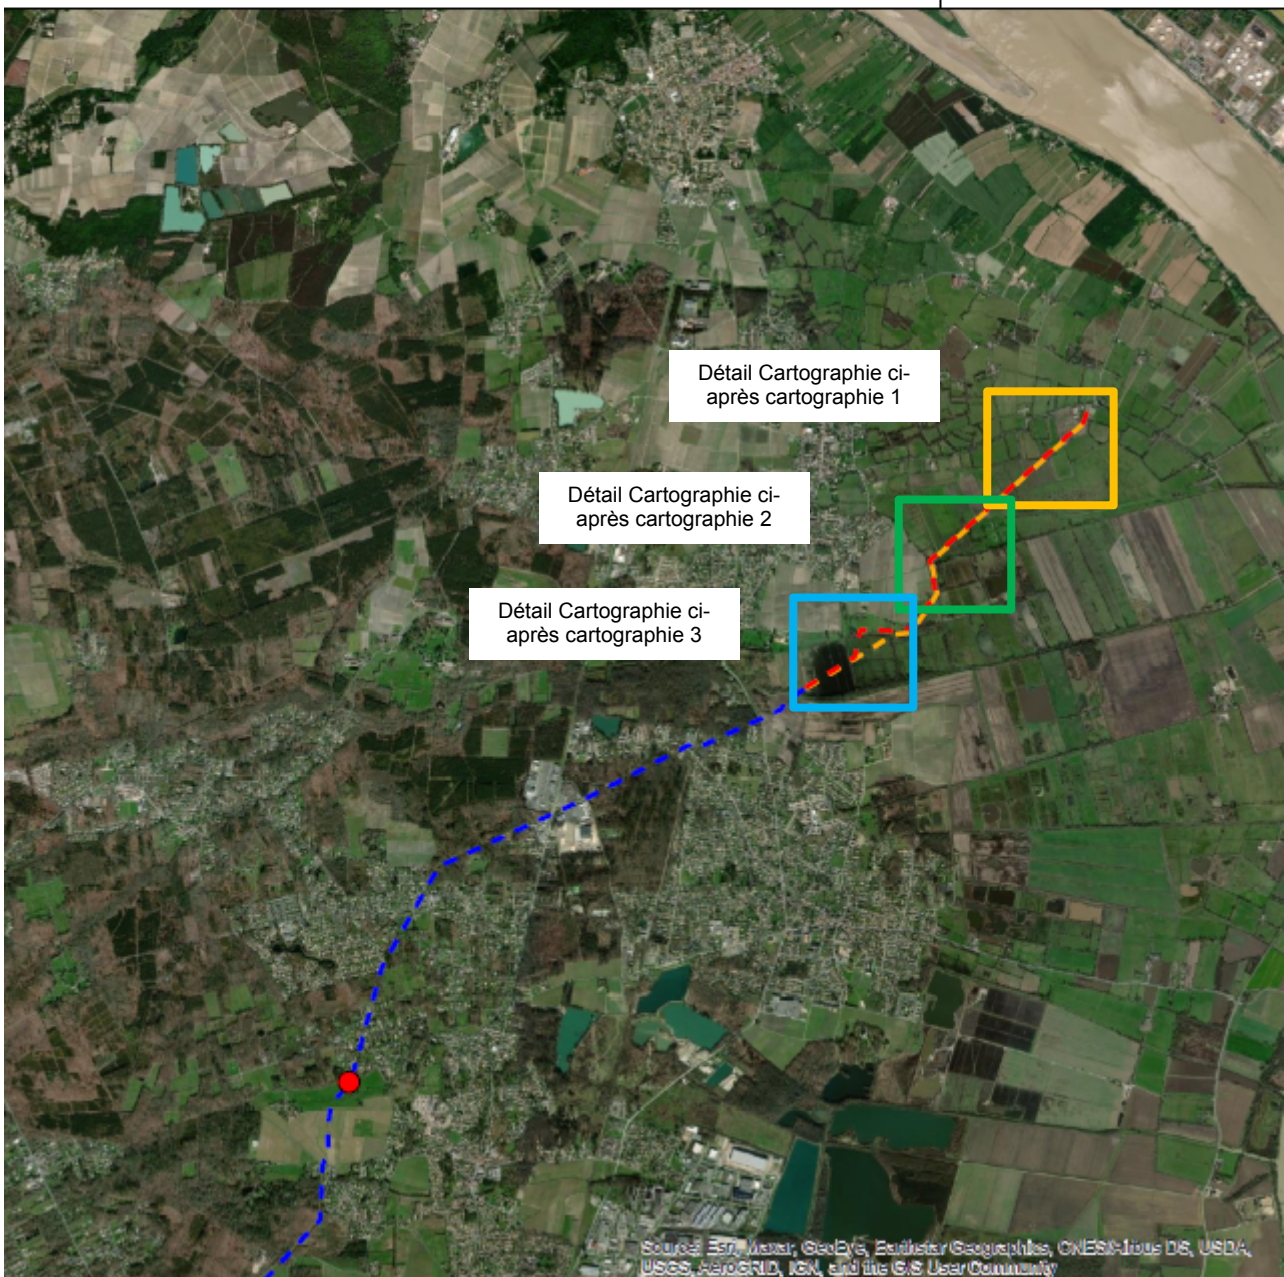 Détail Cartographie ci-
après cartographie 1
Détail Cartographie ci-
après cartographie 2
Détail Cartographie ci-
après cartographie 3
Source: Esri, Maxar, GeoEye, Earthstar Geographics, CNES/Airbus DS, USDA,
USGS, AeroGRID, IGN, and the GIS User Community